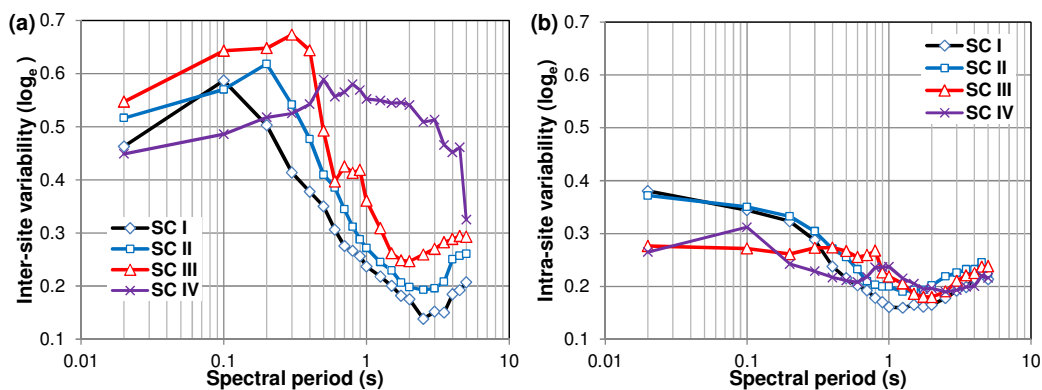 (a)
Inter-site variability (logₑ)
0.7
0.6
0.5
0.4
0.3
0.2
0.1
SC I
SC II
SC III
SC IV
0.01
0.1
1
10
Spectral period (s)
(b)
Intra-site variability (logₑ)
0.7
0.6
0.5
0.4
0.3
0.2
0.1
SC I
SC II
SC III
SC IV
0.01
0.1
1
10
Spectral period (s)